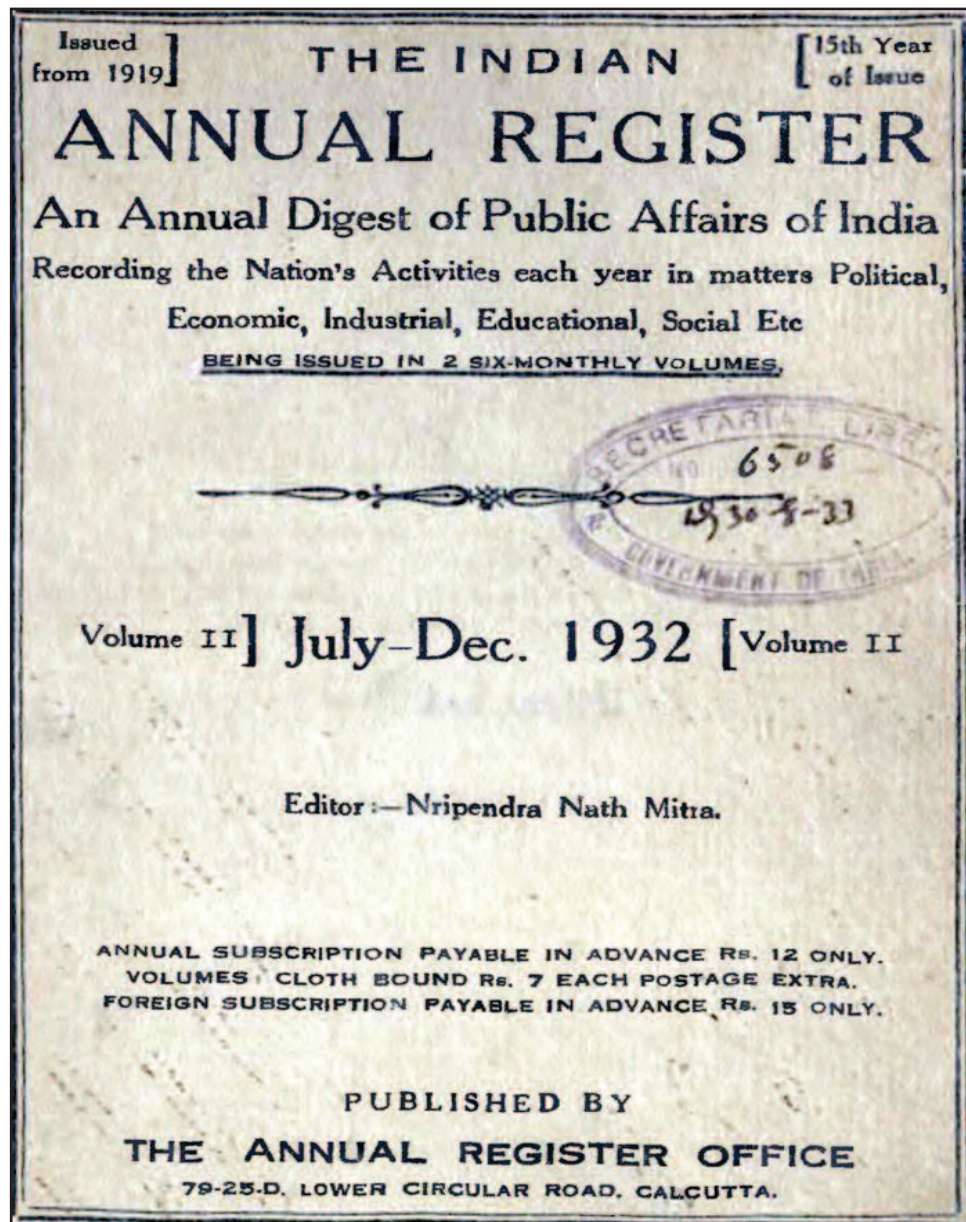 Issued
from 1919]
THE INDIAN
[15th Year
of Issue
ANNUAL REGISTER
An Annual Digest of Public Affairs of India
Recording the Nation's Activities each year in matters Political,
Economic, Industrial, Educational, Social Etc
BEING ISSUED IN 2 SIX-MONTHLY VOLUMES.
SECRETARIAT
NO
6508
30-8-33
GOVERNMENT OF INDIA
Volume II] July-Dec. 1932 [Volume II
Editor:—Nripendra Nath Mitra.
ANNUAL SUBSCRIPTION PAYABLE IN ADVANCE Rs. 12 ONLY.
VOLUMES: CLOTH BOUND Rs. 7 EACH POSTAGE EXTRA.
FOREIGN SUBSCRIPTION PAYABLE IN ADVANCE Rs. 15 ONLY.
PUBLISHED BY
THE ANNUAL REGISTER OFFICE
79-25-D. LOWER CIRCULAR ROAD. CALCUTTA.